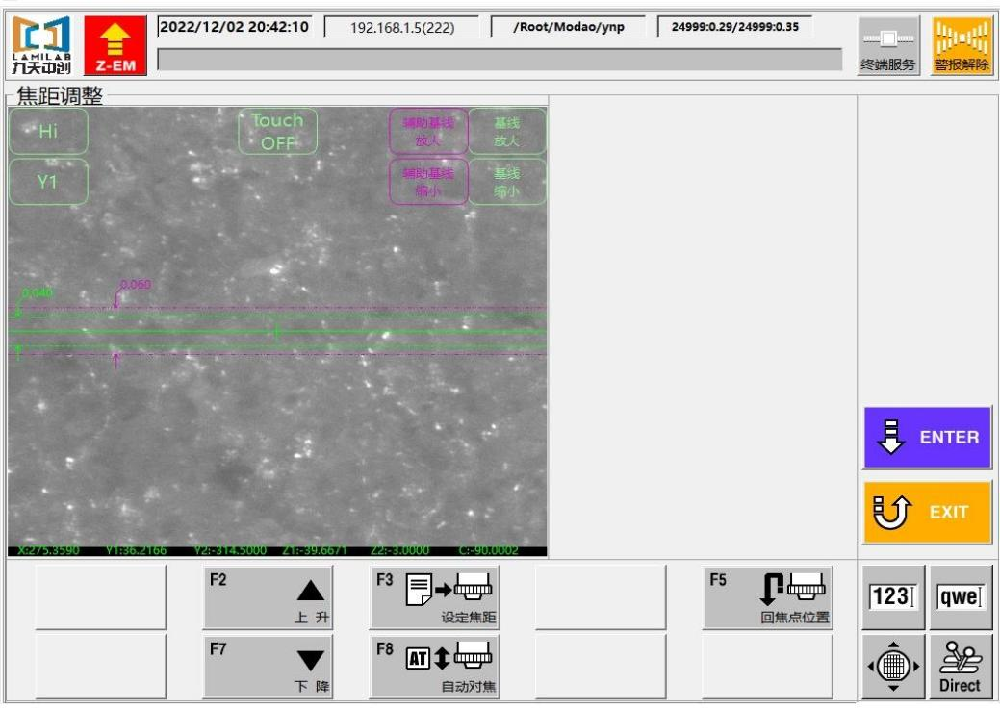 LAMILAB
九天中创
Z-EM
2022/12/02 20:42:10
192.168.1.5(222)
/Root/Modao/ynp
24999:0.29/24999:0.35
终端服务
警报解除
焦距调整
Hi
Touch
OFF
辅助基线
放大
基线
放大
Y1
辅助基线
缩小
基线
缩小
0.040
0.060
ENTER
EXIT
X:275.3590 Y1:36.2166 Y2:-314.5000 Z1:-39.6671 Z2:-3.0000 C:-90.0002
F2
上升
F3
设定焦距
F5
回焦点位置
123
qwe
F7
下降
F8
AT
自动对焦
Direct